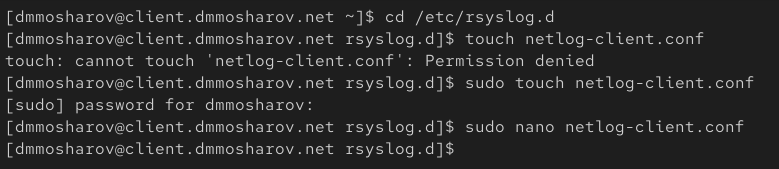 [dmmosharov@client.dmmosharov.net ~]$ cd /etc/rsyslog.d
[dmmosharov@client.dmmosharov.net rsyslog.d]$ touch netlog-client.conf
touch: cannot touch 'netlog-client.conf': Permission denied
[dmmosharov@client.dmmosharov.net rsyslog.d]$ sudo touch netlog-client.conf
[sudo] password for dmmosharov:
[dmmosharov@client.dmmosharov.net rsyslog.d]$ sudo nano netlog-client.conf
[dmmosharov@client.dmmosharov.net rsyslog.d]$